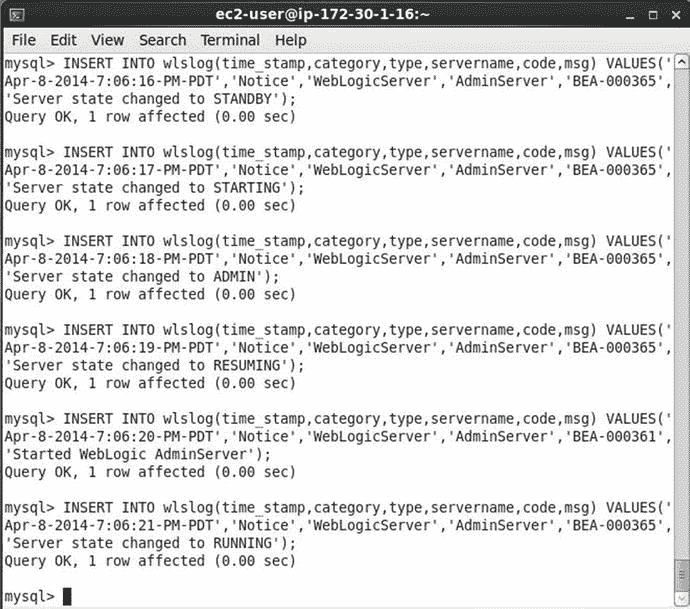 ec2-user@ip-172-30-1-16:~
File Edit View Search Terminal Help
mysql> INSERT INTO wlslog(time_stamp,category,type,servername,code,msg) VALUES('
Apr-8-2014-7:06:16-PM-PDT','Notice','WebLogicServer','AdminServer','BEA-000365',
'Server state changed to STANDBY');
Query OK, 1 row affected (0.00 sec)
mysql> INSERT INTO wlslog(time_stamp,category,type,servername,code,msg) VALUES('
Apr-8-2014-7:06:17-PM-PDT','Notice','WebLogicServer','AdminServer','BEA-000365',
'Server state changed to STARTING');
Query OK, 1 row affected (0.00 sec)
mysql> INSERT INTO wlslog(time_stamp,category,type,servername,code,msg) VALUES('
Apr-8-2014-7:06:18-PM-PDT','Notice','WebLogicServer','AdminServer','BEA-000365',
'Server state changed to ADMIN');
Query OK, 1 row affected (0.00 sec)
mysql> INSERT INTO wlslog(time_stamp,category,type,servername,code,msg) VALUES('
Apr-8-2014-7:06:19-PM-PDT','Notice','WebLogicServer','AdminServer','BEA-000365',
'Server state changed to RESUMING');
Query OK, 1 row affected (0.00 sec)
mysql> INSERT INTO wlslog(time_stamp,category,type,servername,code,msg) VALUES('
Apr-8-2014-7:06:20-PM-PDT','Notice','WebLogicServer','AdminServer','BEA-000361',
'Started WebLogic AdminServer');
Query OK, 1 row affected (0.00 sec)
mysql> INSERT INTO wlslog(time_stamp,category,type,servername,code,msg) VALUES('
Apr-8-2014-7:06:21-PM-PDT','Notice','WebLogicServer','AdminServer','BEA-000365',
'Server state changed to RUNNING');
Query OK, 1 row affected (0.00 sec)
mysql>